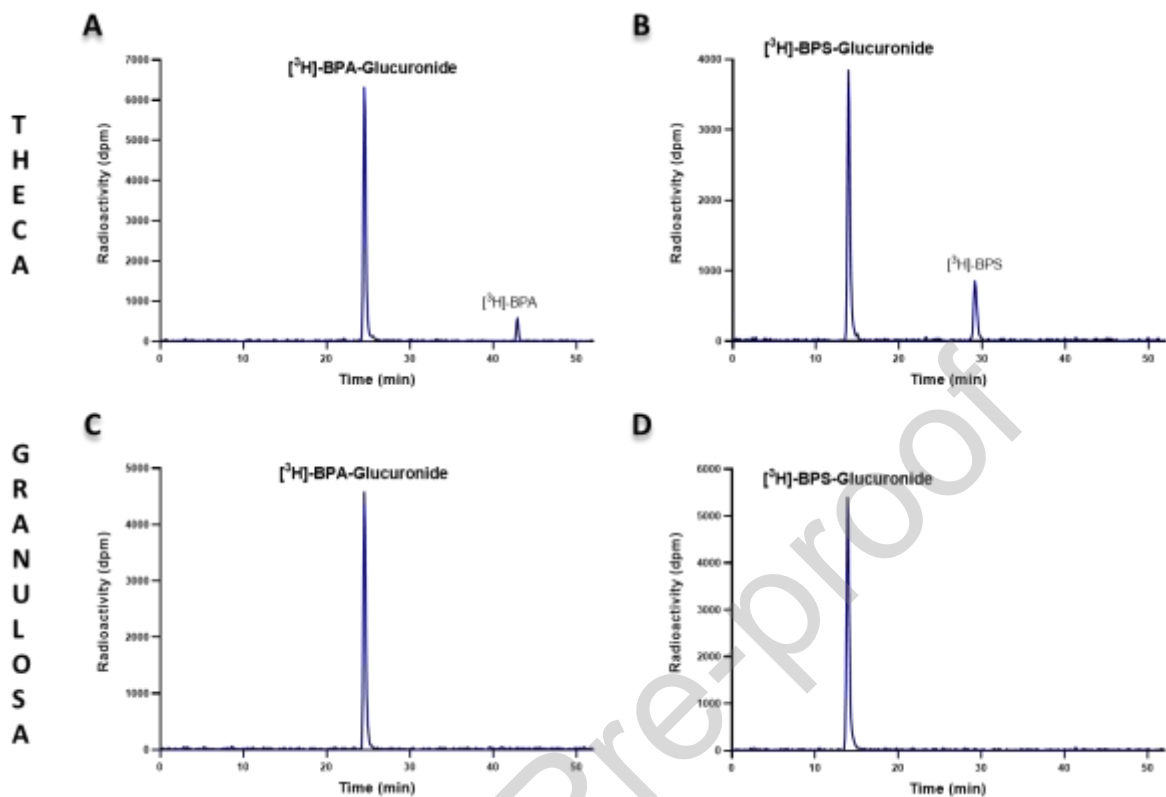 THECA
A
[³H]-BPA-Glucuronide
7000
6000
5000
4000
3000
2000
1000
0
Radioactivity (dpm)
[³H]-BPA
0 10 20 30 40 50
Time (min)
B
[³H]-BPS-Glucuronide
4000
3000
2000
1000
0
Radioactivity (dpm)
[³H]-BPS
0 10 20 30 40 50
Time (min)
GRANULOSA
C
[³H]-BPA-Glucuronide
5000
4000
3000
2000
1000
0
Radioactivity (dpm)
0 10 20 30 40 50
Time (min)
D
[³H]-BPS-Glucuronide
6000
5000
4000
3000
2000
1000
0
Radioactivity (dpm)
0 10 20 30 40 50
Time (min)
Pre-proof